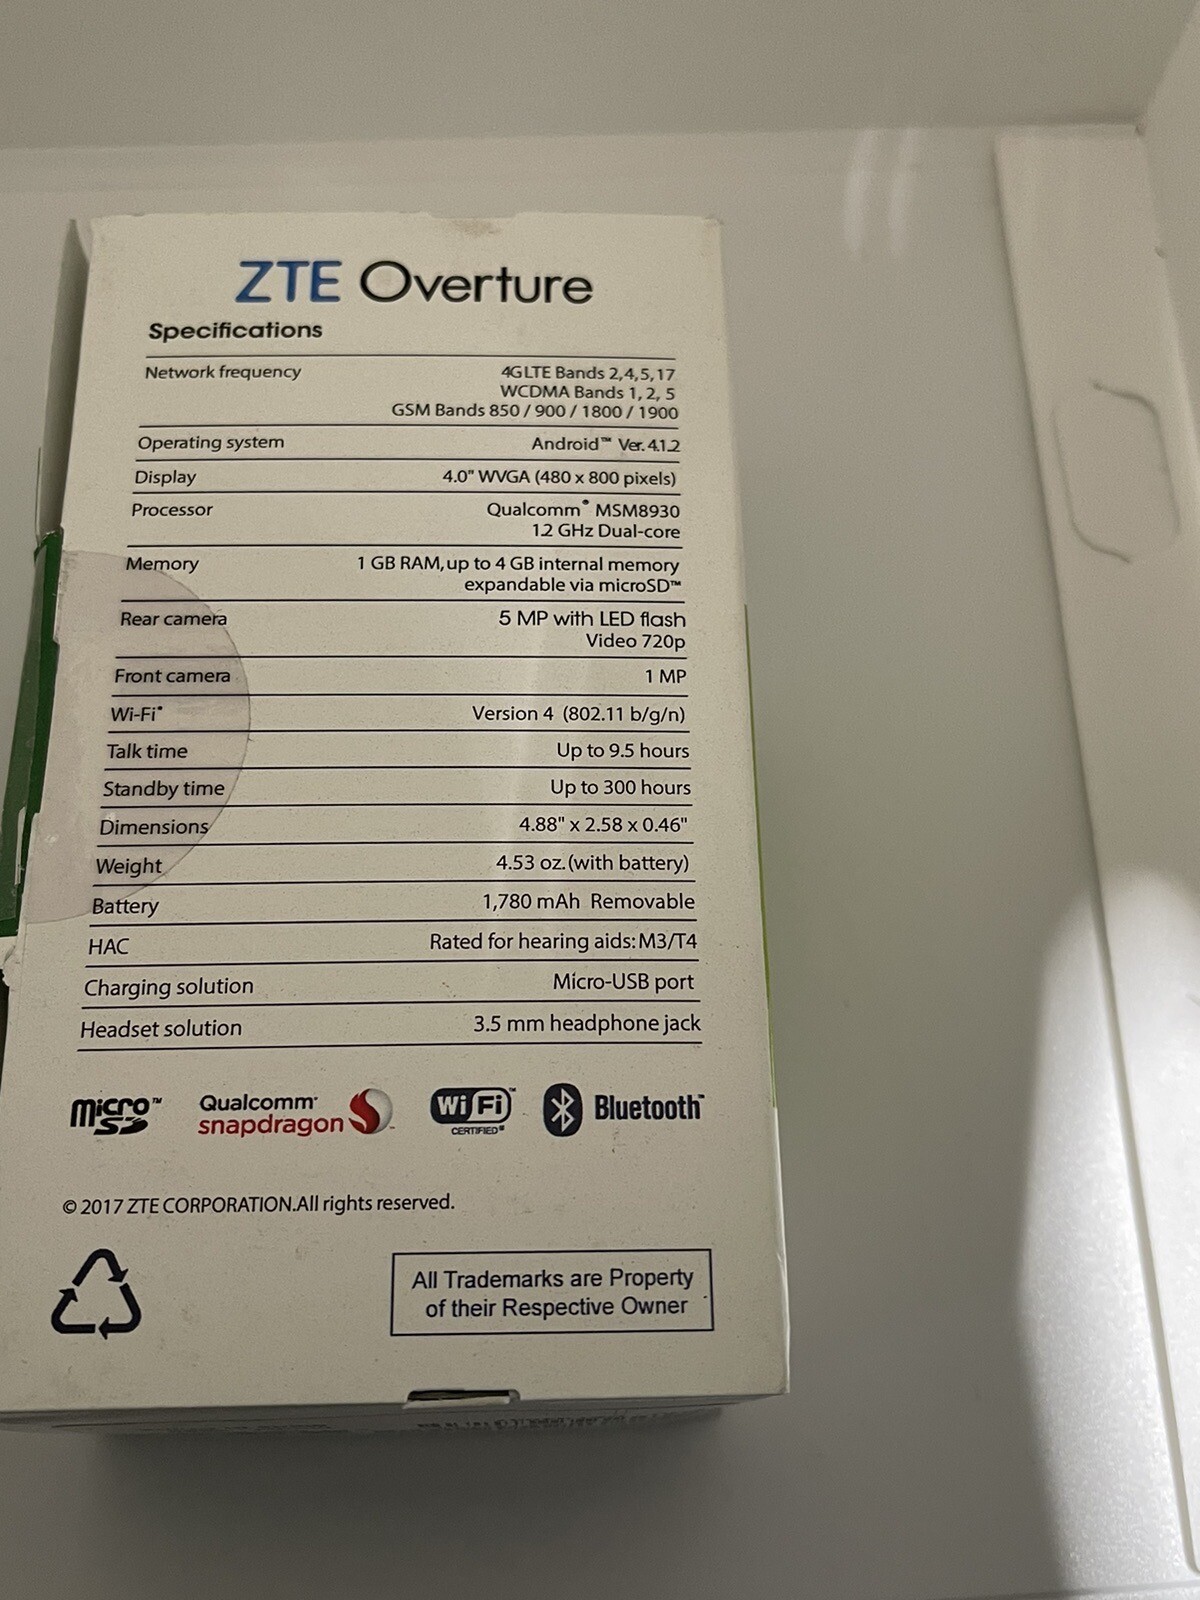 ZTE Overture
Specifications
Network frequency 4G LTE Bands 2,4,5,17
WCDMA Bands 1, 2, 5
GSM Bands 850 / 900 / 1800 / 1900
Operating system Android™ Ver. 4.1.2
Display 4.0" WVGA (480 x 800 pixels)
Processor Qualcomm® MSM8930
1.2 GHz Dual-core
Memory 1 GB RAM, up to 4 GB internal memory
expandable via microSD™
Rear camera 5 MP with LED flash
Video 720p
Front camera 1 MP
Wi-Fi® Version 4 (802.11 b/g/n)
Talk time Up to 9.5 hours
Standby time Up to 300 hours
Dimensions 4.88" x 2.58 x 0.46"
Weight 4.53 oz. (with battery)
Battery 1,780 mAh Removable
HAC Rated for hearing aids: M3/T4
Charging solution Micro-USB port
Headset solution 3.5 mm headphone jack
micro SD™ Qualcomm® snapdragon™ Wi Fi™ CERTIFIED® Bluetooth™
© 2017 ZTE CORPORATION.All rights reserved.
All Trademarks are Property
of their Respective Owner